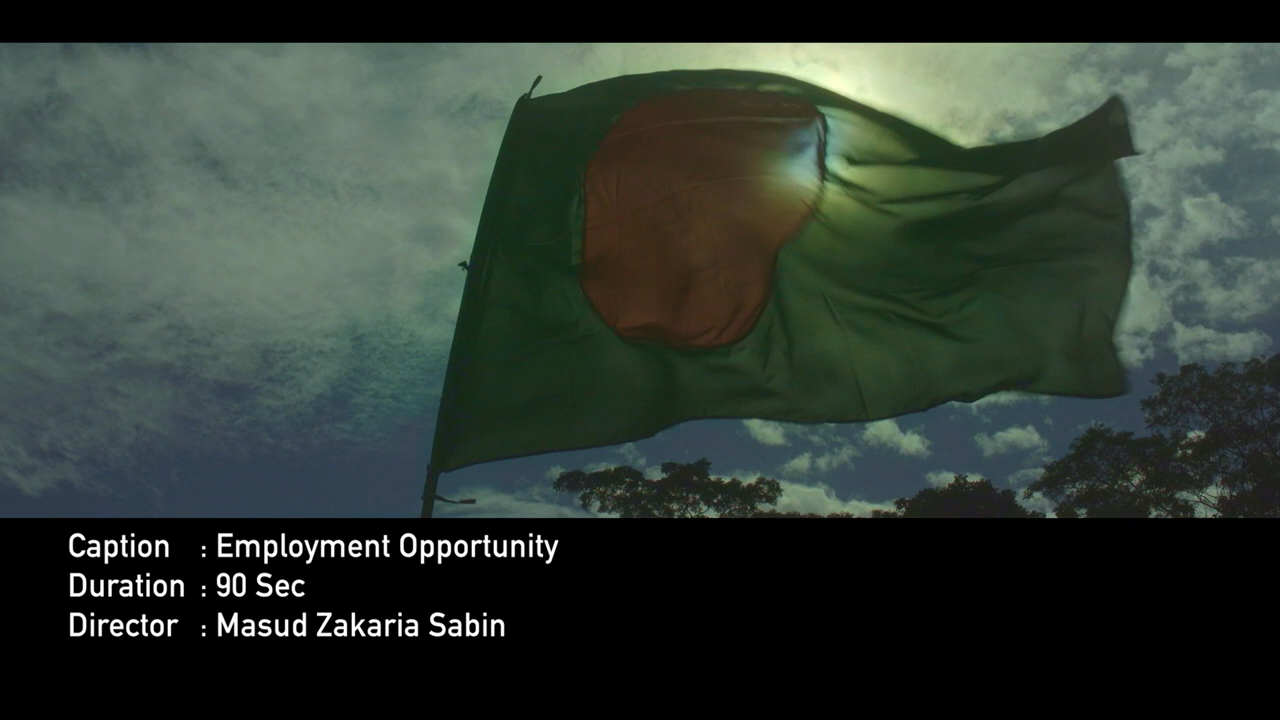 Caption : Employment Opportunity
Duration : 90 Sec
Director : Masud Zakaria Sabin